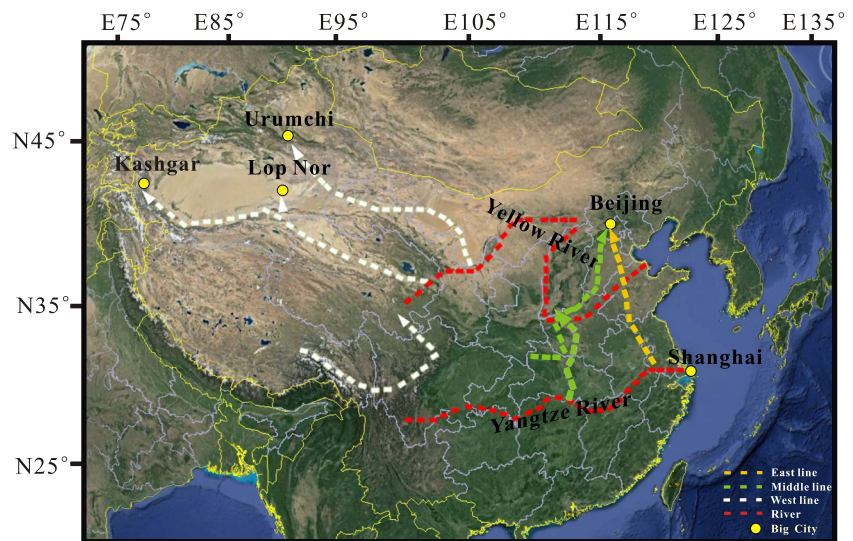 E75° E85° E95° E105° E115° E125° E135°
N45°
N35°
N25°
Urumchi
Kashgar
Lop Nor
Beijing
Yellow River
Shanghai
Yangtze River
East line
Middle line
West line
River
Big City